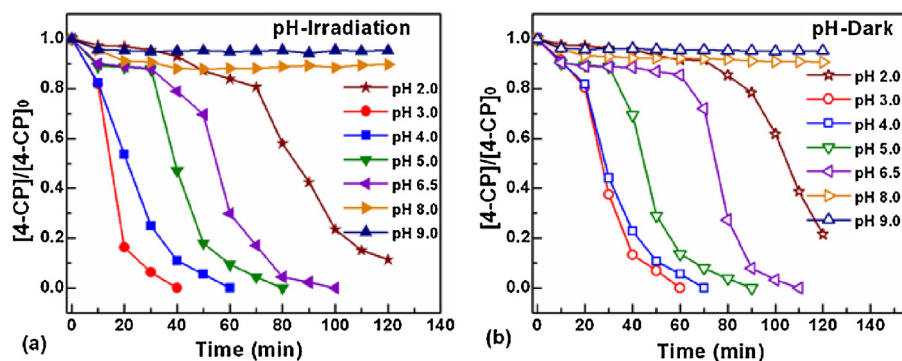 pH-Irradiation
1.0
0.8
0.6
0.4
0.2
0.0
[4-CP]/[4-CP]0
pH 2.0
pH 3.0
pH 4.0
pH 5.0
pH 6.5
pH 8.0
pH 9.0
0 20 40 60 80 100 120 140
(a)
Time (min)
pH-Dark
1.0
0.8
0.6
0.4
0.2
0.0
[4-CP]/[4-CP]0
pH 2.0
pH 3.0
pH 4.0
pH 5.0
pH 6.5
pH 8.0
pH 9.0
0 20 40 60 80 100 120 140
(b)
Time (min)